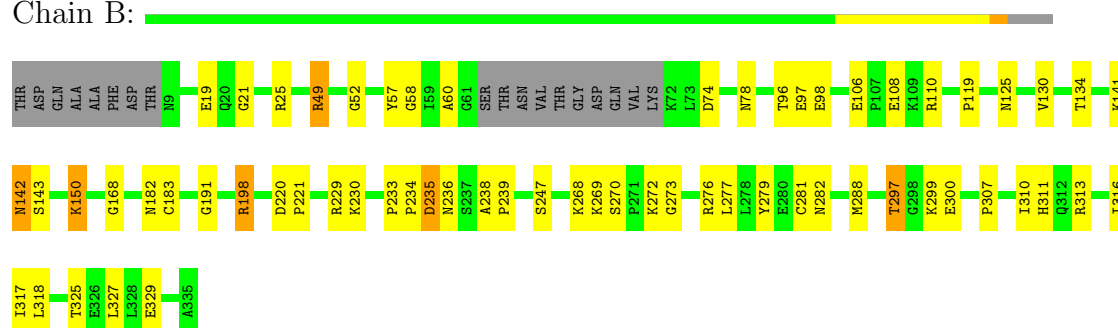 Chain B:
THR ASP GLN ALA ALA PHE ASP THR N9 E19 Q20 G21 R25 R49 G52 Y57 G58 I59 A60 G61 SER THR ASN VAL THR GLY ASP GLN VAL LYS K72 L73 D74 N78 T96 E97 E98 E106 P107 E108 K109 R110 P119 N125 V130 T134 K141
N142 S143 K150 G168 N182 C183 G191 R198 D220 P221 R229 K230 P233 P234 D235 N236 S237 A238 P239 S247 K268 K269 S270 P271 K272 G273 R276 L277 L278 Y279 E280 C281 N282 M288 T297 G298 K299 E300 P307 I310 H311 Q312 R313 I316
I317 L318 T325 E326 L327 L328 E329 A335